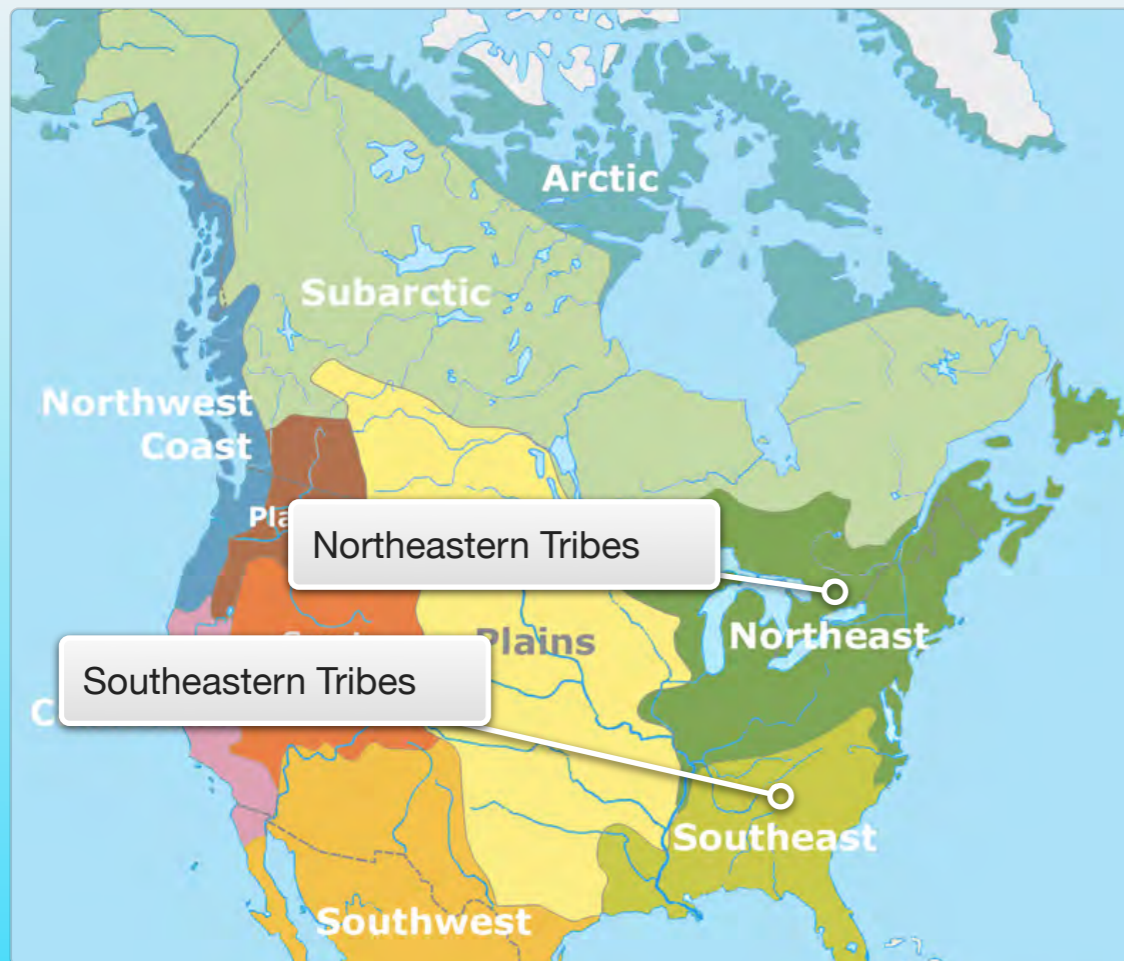 Arctic
Subarctic
Northwest
Coast
Northeastern Tribes
Northeast
Plains
Southeastern Tribes
Southeast
Southwest